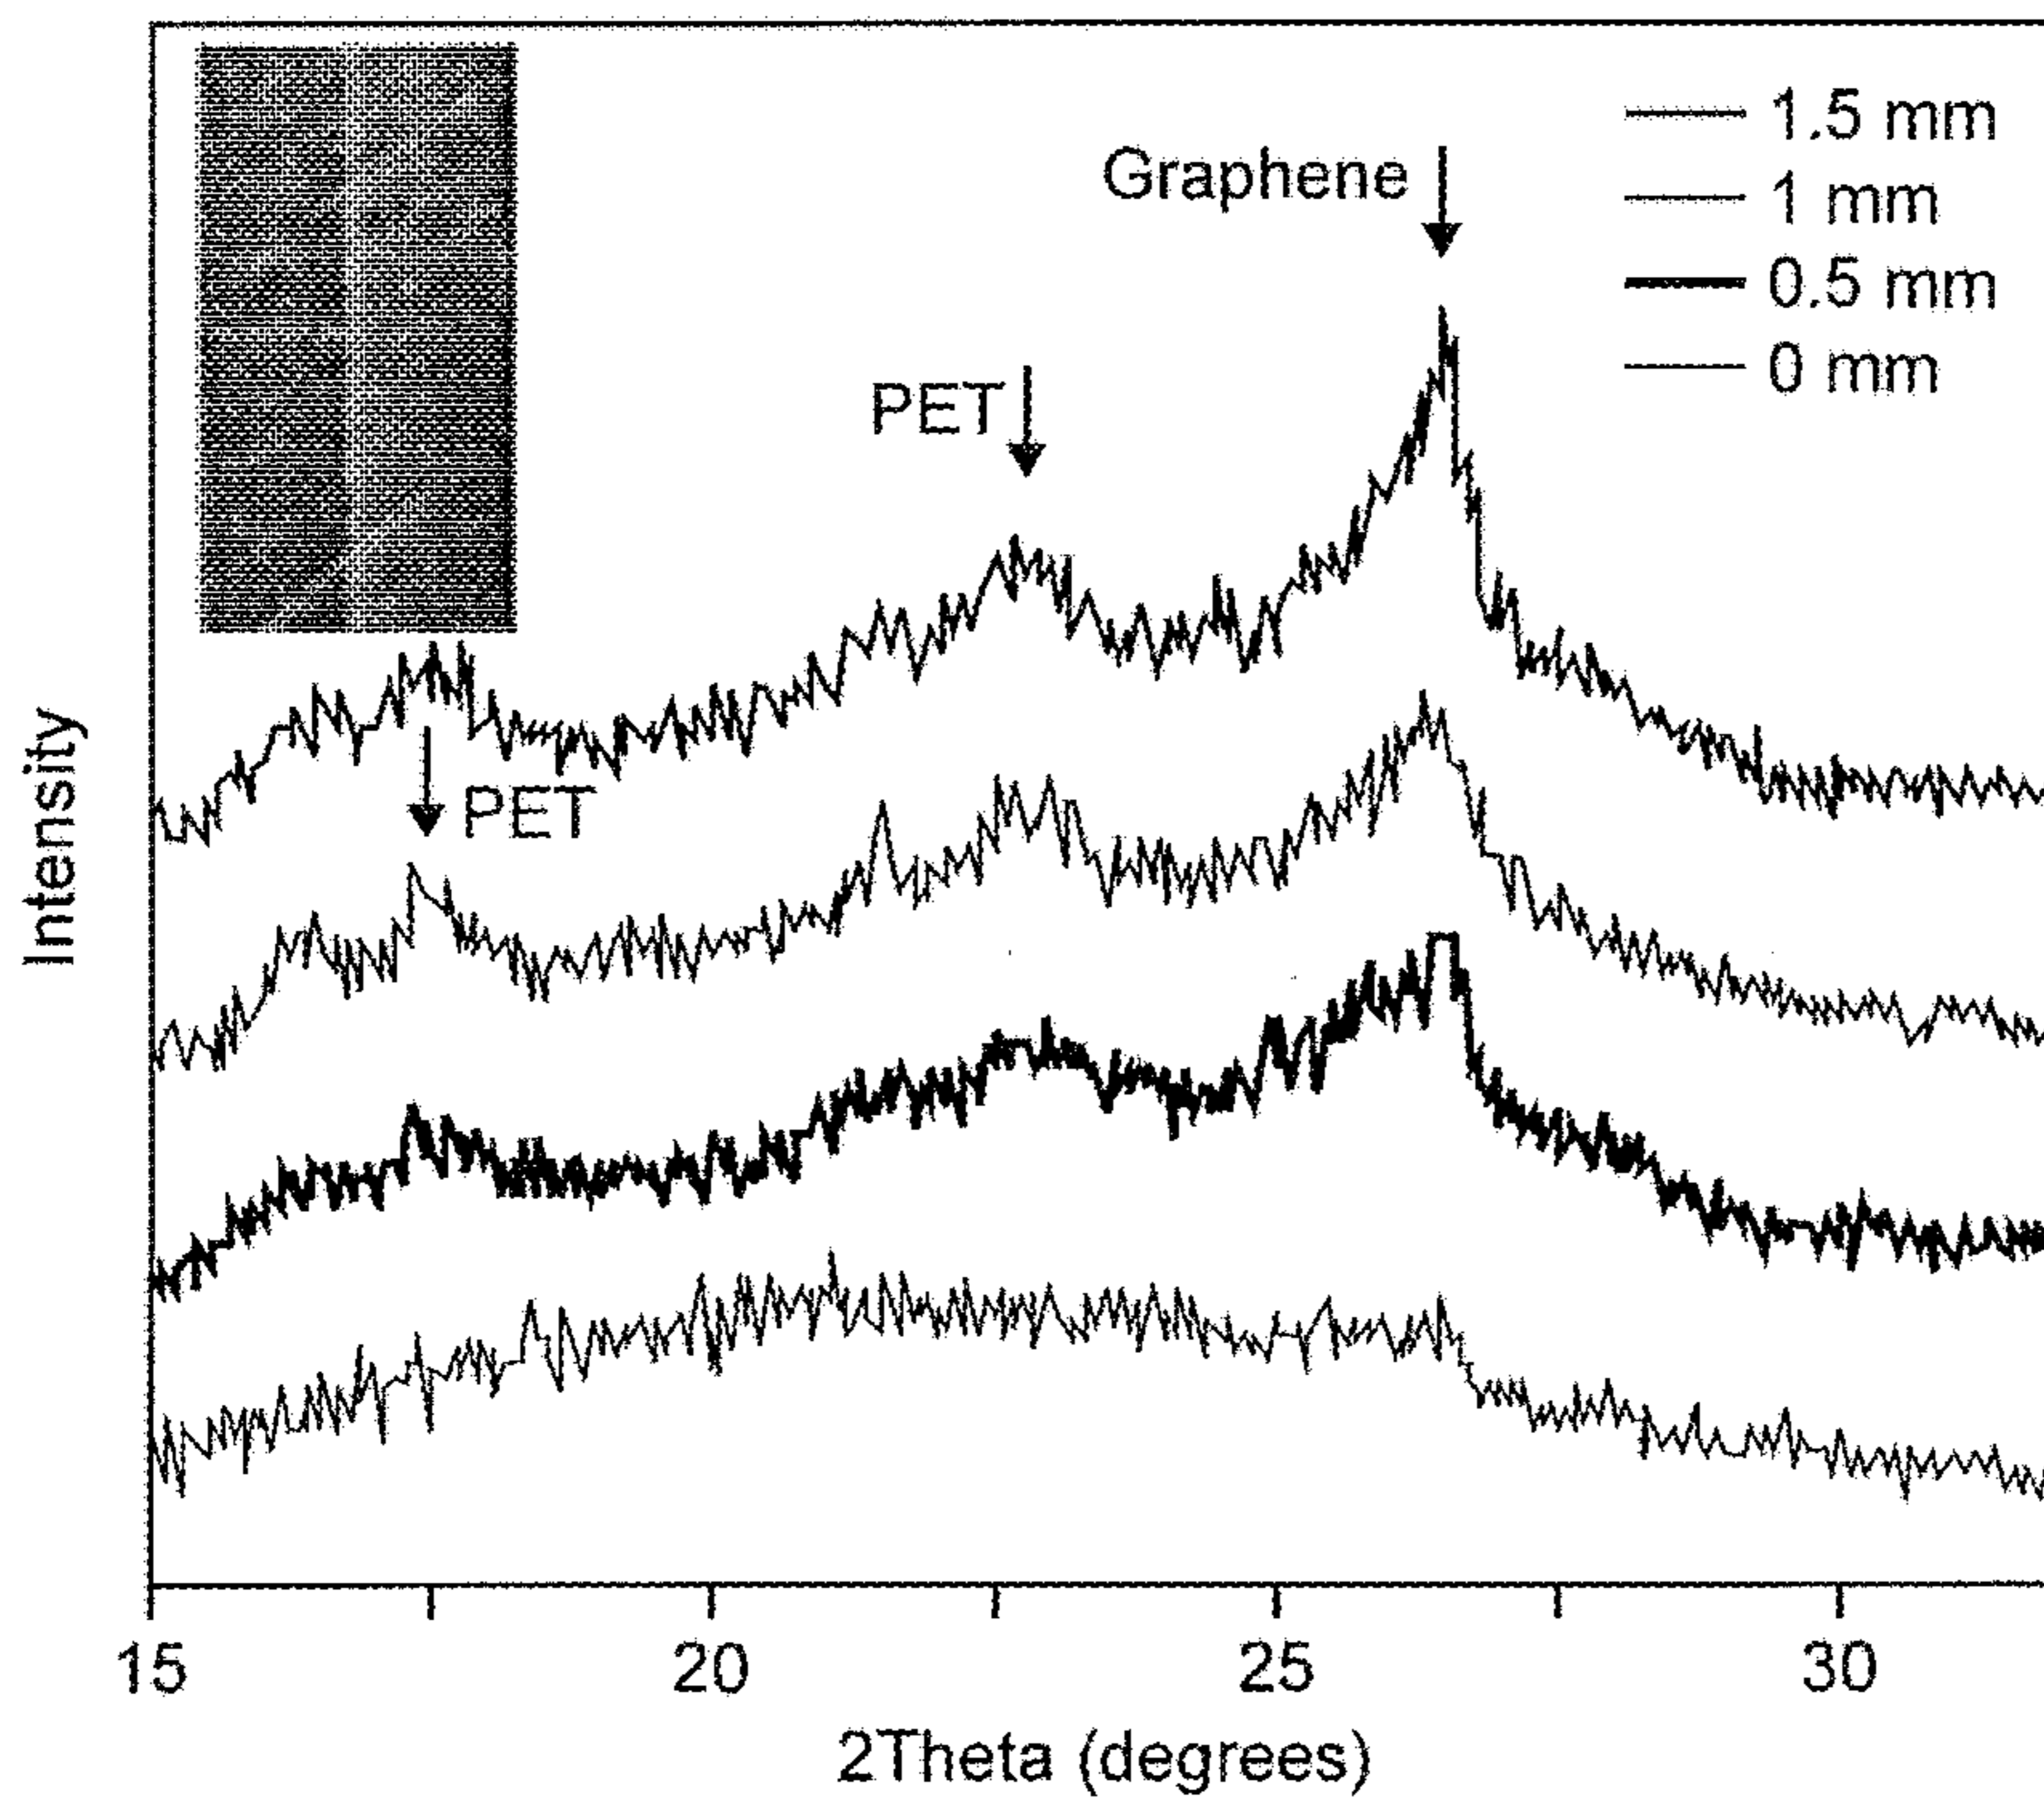 1.5 mm
1 mm
0.5 mm
0 mm
Graphene
PET
PET
Intensity
15 20 25 30
2Theta (degrees)